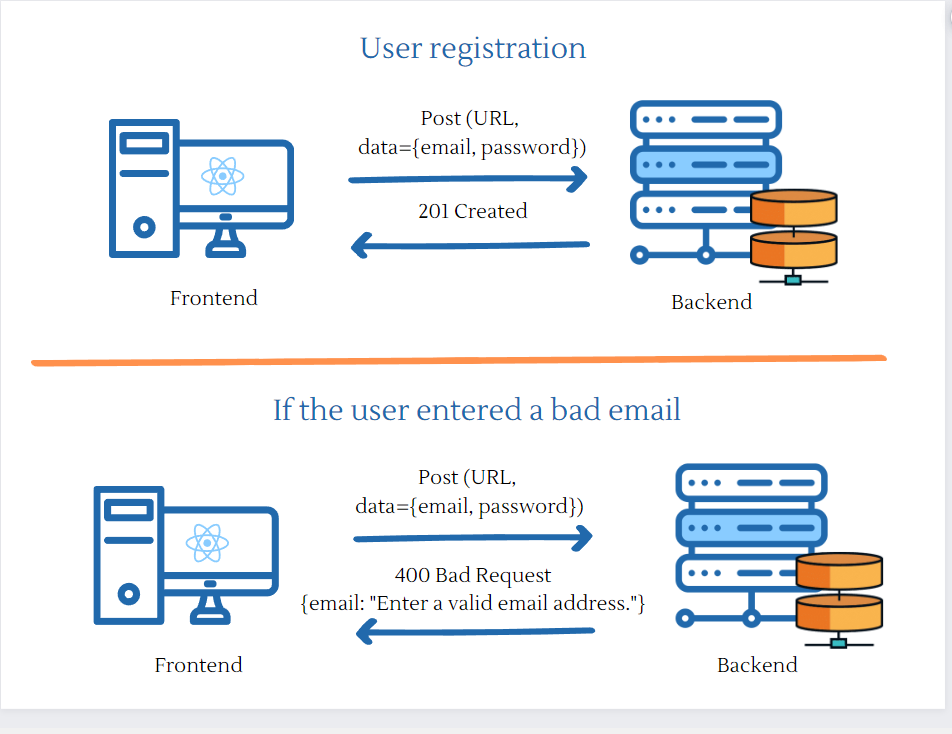 User registration
Post (URL,
data={email, password})
201 Created
Frontend
Backend
If the user entered a bad email
Post (URL,
data={email, password})
400 Bad Request
{email: "Enter a valid email address."}
Frontend
Backend